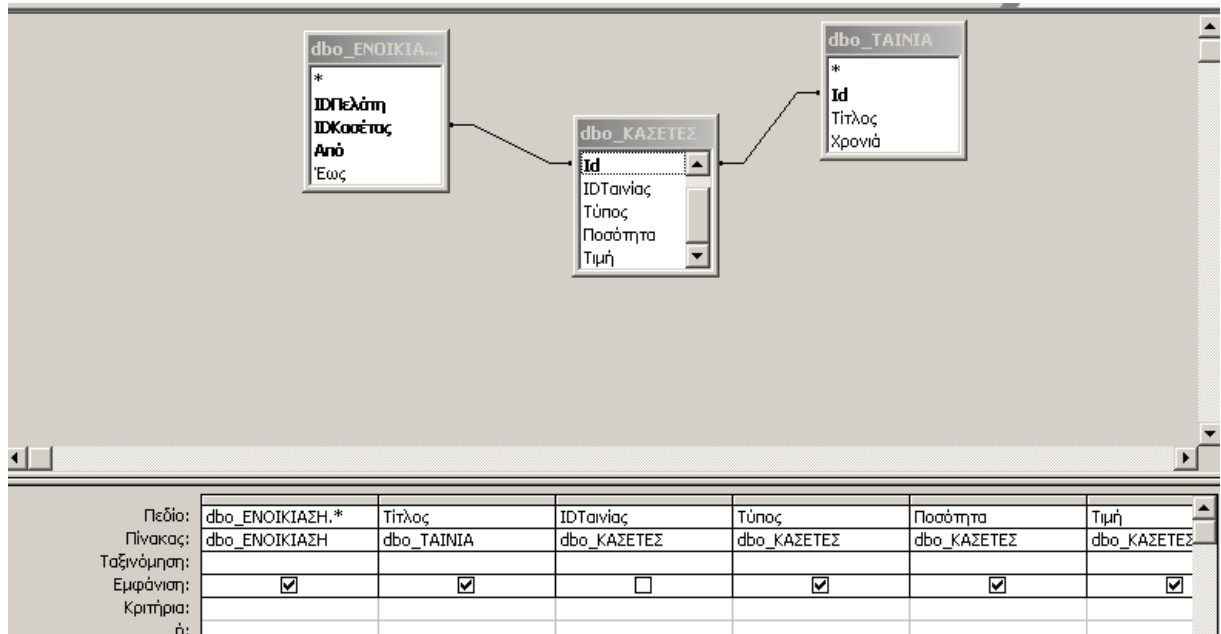 dbo_ΕΝΟΙΚΙΑ...
*
IDΠελάτη
IDΚασέτας
Από
Έως
dbo_ΚΑΣΕΤΕΣ
Id
IDΤαινίας
Τύπος
Ποσότητα
Τιμή
dbo_ΤΑΙΝΙΑ
*
Id
Τίτλος
Χρονιά
Πεδίο: dbo_ΕΝΟΙΚΙΑΣΗ.* Τίτλος IDΤαινίας Τύπος Ποσότητα Τιμή
Πίνακας: dbo_ΕΝΟΙΚΙΑΣΗ dbo_ΤΑΙΝΙΑ dbo_ΚΑΣΕΤΕΣ dbo_ΚΑΣΕΤΕΣ dbo_ΚΑΣΕΤΕΣ dbo_ΚΑΣΕΤΕΣ
Ταξινόμηση:
Εμφάνιση:
Κριτήρια:
ή: